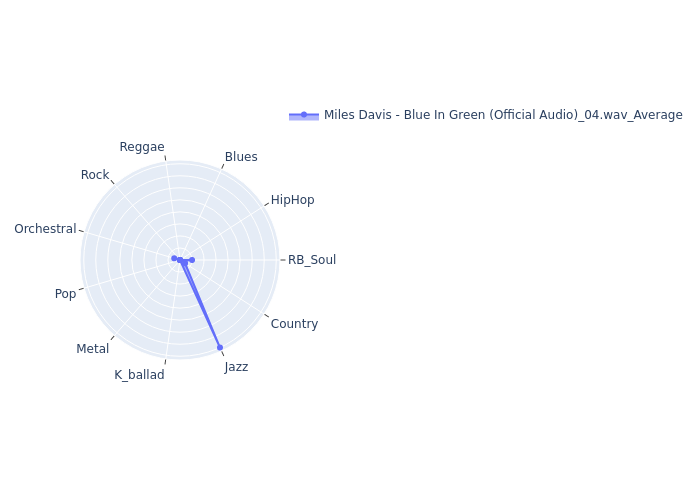 Miles Davis - Blue In Green (Official Audio)_04.wav_Average
Reggae
Blues
Rock
HipHop
Orchestral
RB_Soul
Pop
Country
Metal
Jazz
K_ballad